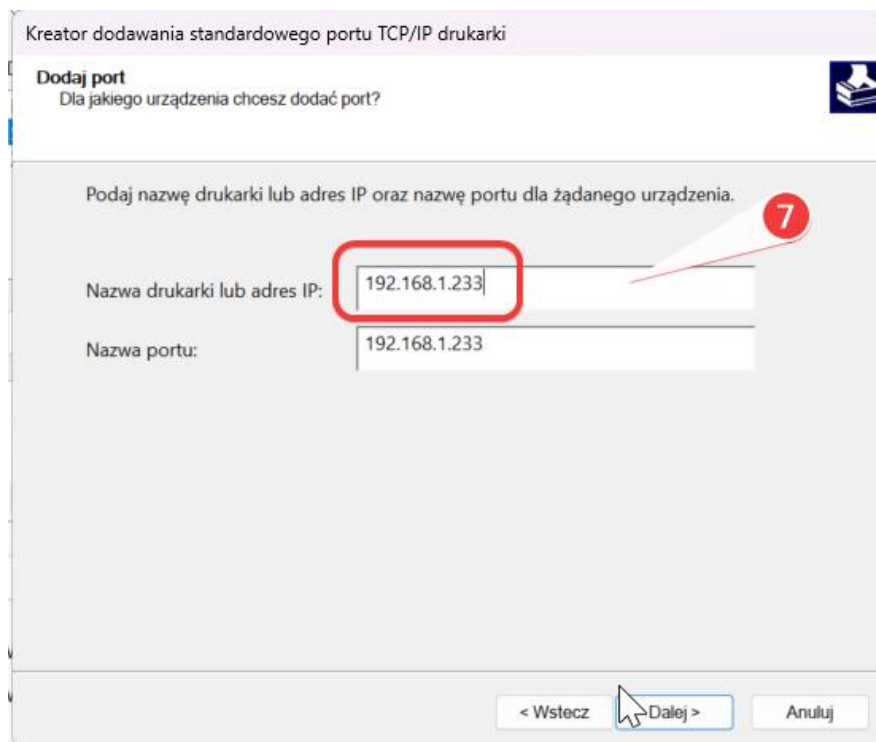 Kreator dodawania standardowego portu TCP/IP drukarki
Dodaj port
Dla jakiego urządzenia chcesz dodać port?
Podaj nazwę drukarki lub adres IP oraz nazwę portu dla żądanego urządzenia.
7
Nazwa drukarki lub adres IP: 192.168.1.233
Nazwa portu: 192.168.1.233
< Wstecz Dalej > Anuluj